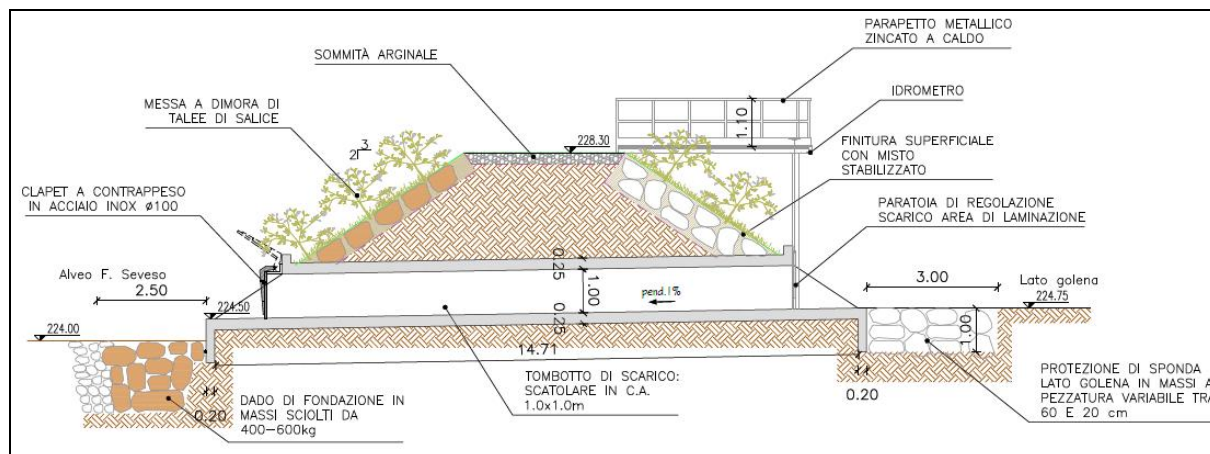 PARAPETTO METALLICO
ZINCATO A CALDO
SOMMITÀ ARGINALE
IDROMETRO
MESSA A DIMORA DI
TALEE DI SALICE
1.10
3
2
228.30
FINITURA SUPERFICIALE
CON MISTO
STABILIZZATO
CLAPET A CONTRAPPESO
IN ACCIAIO INOX ø100
PARATOIA DI REGOLAZIONE
SCARICO AREA DI LAMINAZIONE
0.25
1.00
0.25
Alveo F. Seveso
2.50
pend.1%
3.00
Lato golena
224.50
224.75
224.00
1.00
14.71
0.20
0.20
DADO DI FONDAZIONE IN
MASSI SCIOLTI DA
400-600kg
TOMBOTTO DI SCARICO:
SCATOLARE IN C.A.
1.0x1.0m
PROTEZIONE DI SPONDA
LATO GOLENA IN MASSI A
PEZZATURA VARIABILE TRA
60 E 20 cm